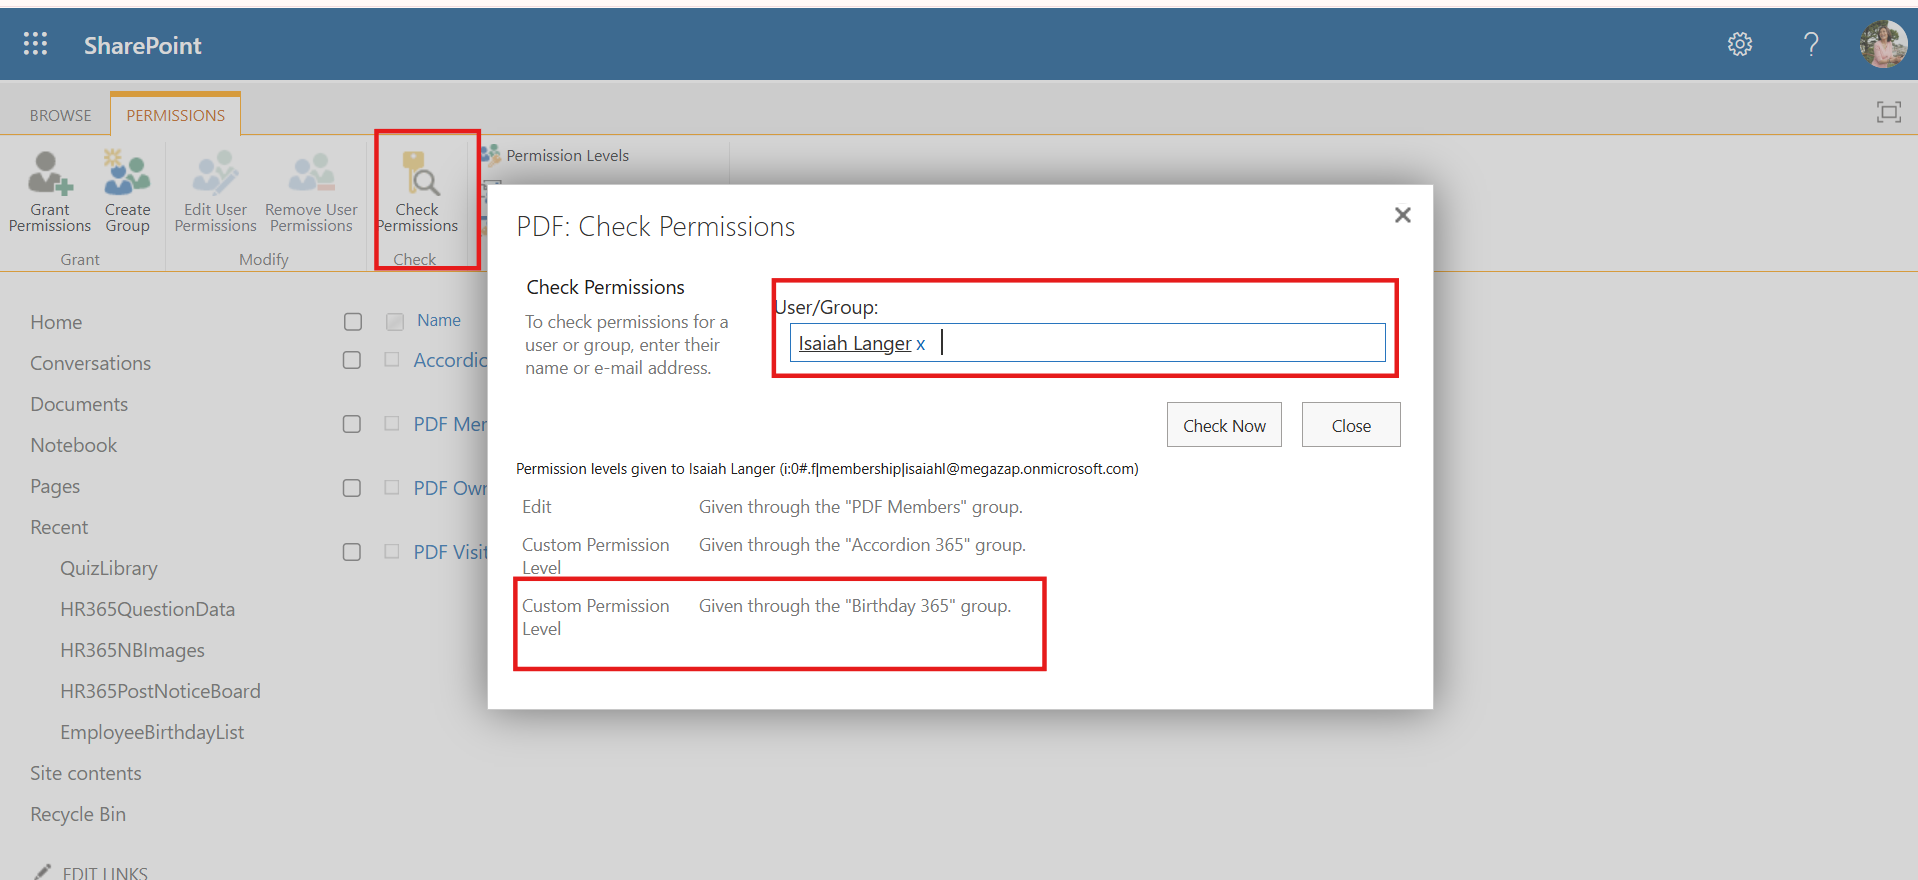 SharePoint
?
BROWSE
PERMISSIONS
Grant
Permissions
Create
Group
Edit User
Permissions
Remove User
Permissions
Check
Permissions
Permission Levels
Grant
Modify
Check
Home
Conversations
Documents
Notebook
Pages
Recent
QuizLibrary
HR365QuestionData
HR365NBImages
HR365PostNoticeBoard
EmployeeBirthdayList
Site contents
Recycle Bin
EDIT LINKS
Name
Accordio
PDF Mer
PDF Owr
PDF Visit
PDF: Check Permissions
Check Permissions
To check permissions for a
user or group, enter their
name or e-mail address.
User/Group:
Isaiah Langer x
Check Now
Close
Permission levels given to Isaiah Langer (i:0#.f|membership|isaiahl@megazap.onmicrosoft.com)
Edit Given through the "PDF Members" group.
Custom Permission Given through the "Accordion 365" group.
Level
Custom Permission Given through the "Birthday 365" group.
Level